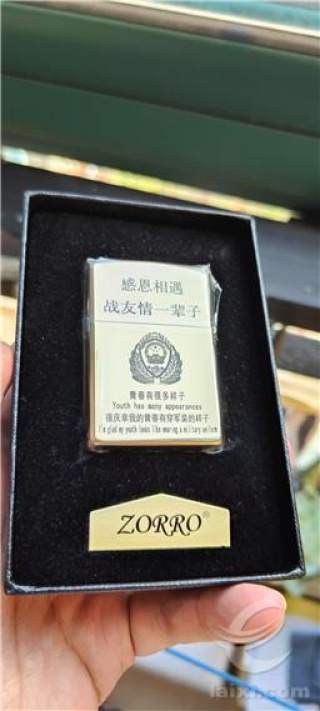 感恩相遇
战友情一辈子
青春有很多样子
Youth has many appearances
很庆幸我的青春有穿军装的样子
I'm glad my youth looks like wearing a military uniform
ZORRO®
laixi.com